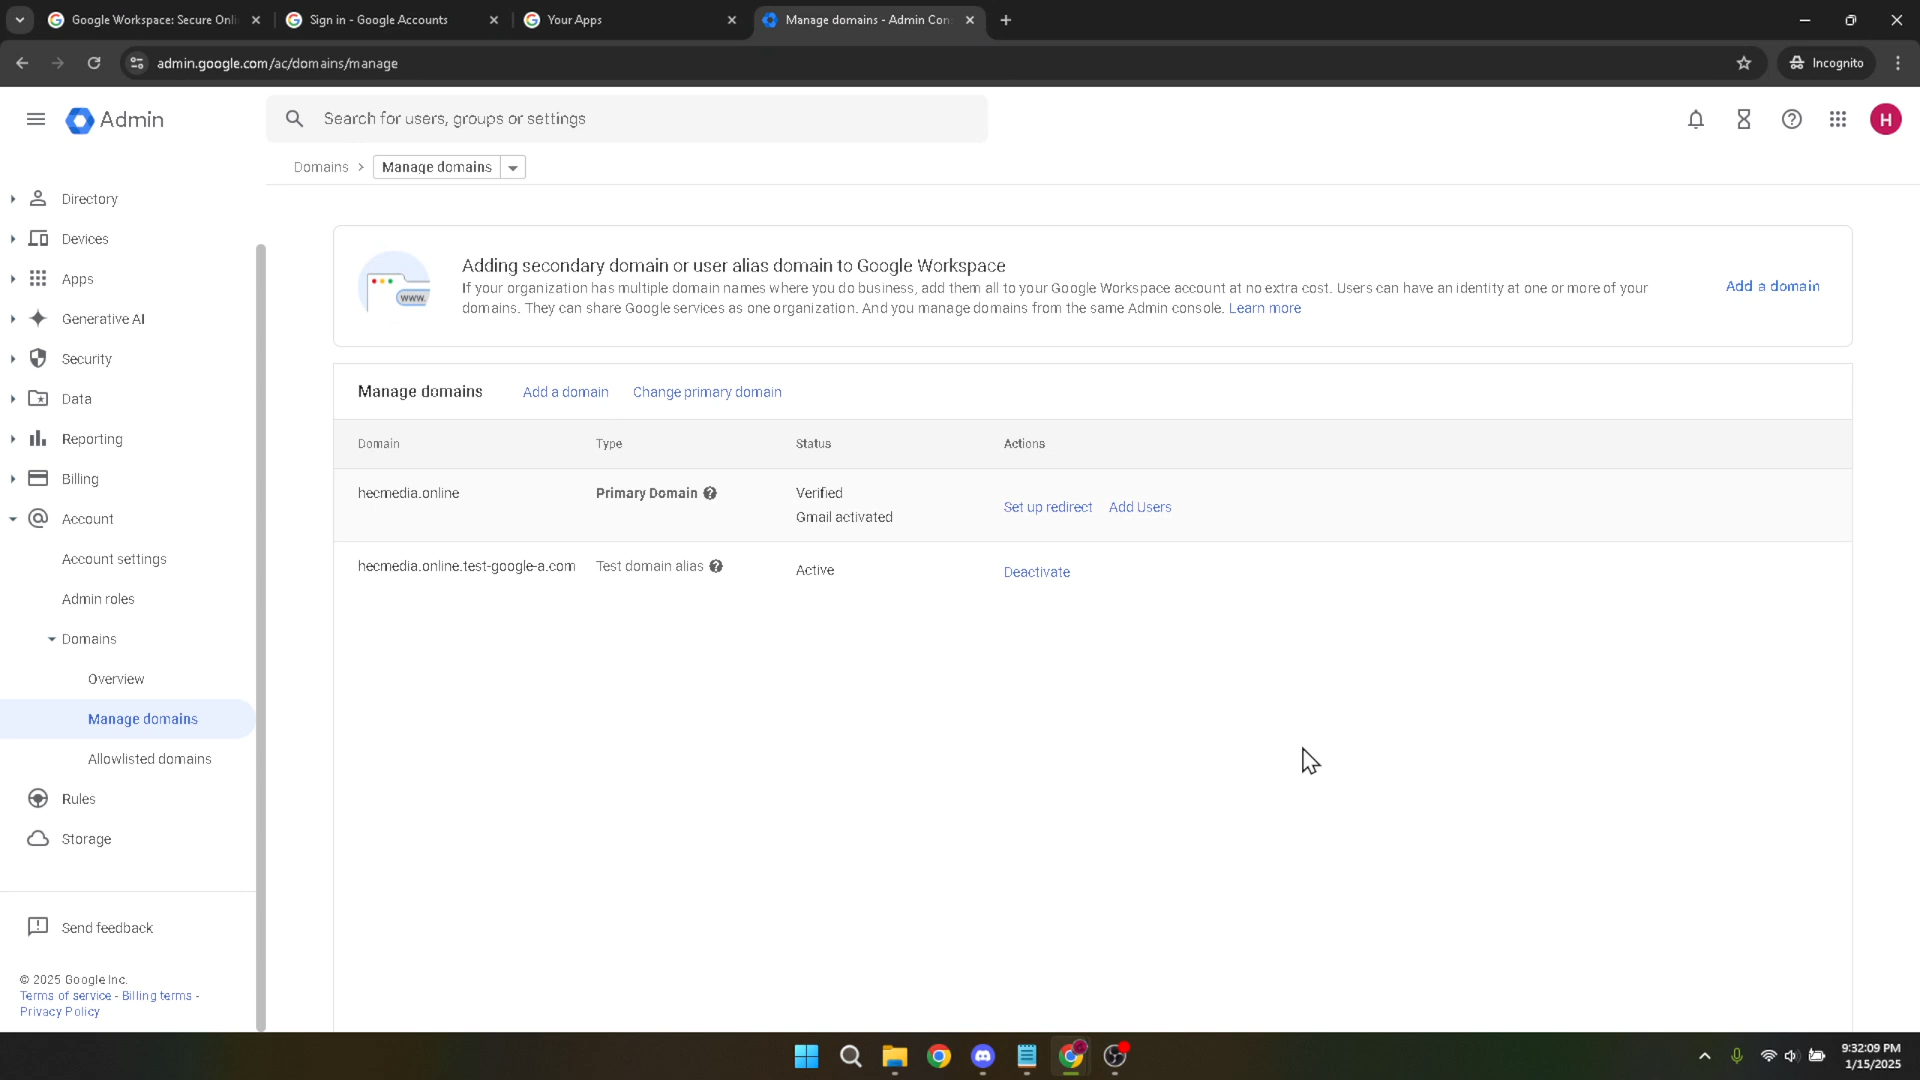 Google Workspace: Secure Onli
Sign in - Google Accounts
Your Apps
Manage domains - Admin Con
admin.google.com/ac/domains/manage
Incognito
Admin
Search for users, groups or settings
H
Domains
Manage domains
Directory
Devices
Apps
Generative AI
Security
Data
Reporting
Billing
Account
Account settings
Admin roles
Domains
Overview
Manage domains
Allowlisted domains
Rules
Storage
Send feedback
© 2025 Google Inc.
Terms of service - Billing terms -
Privacy Policy
www.
Adding secondary domain or user alias domain to Google Workspace
If your organization has multiple domain names where you do business, add them all to your Google Workspace account at no extra cost. Users can have an identity at one or more of your
domains. They can share Google services as one organization. And you manage domains from the same Admin console. Learn more
Add a domain
Manage domains Add a domain Change primary domain
Domain Type Status Actions
hecmedia.online Primary Domain Verified
Gmail activated
Set up redirect Add Users
hecmedia.online.test-google-a.com Test domain alias Active Deactivate
9:32:09 PM
1/15/2025